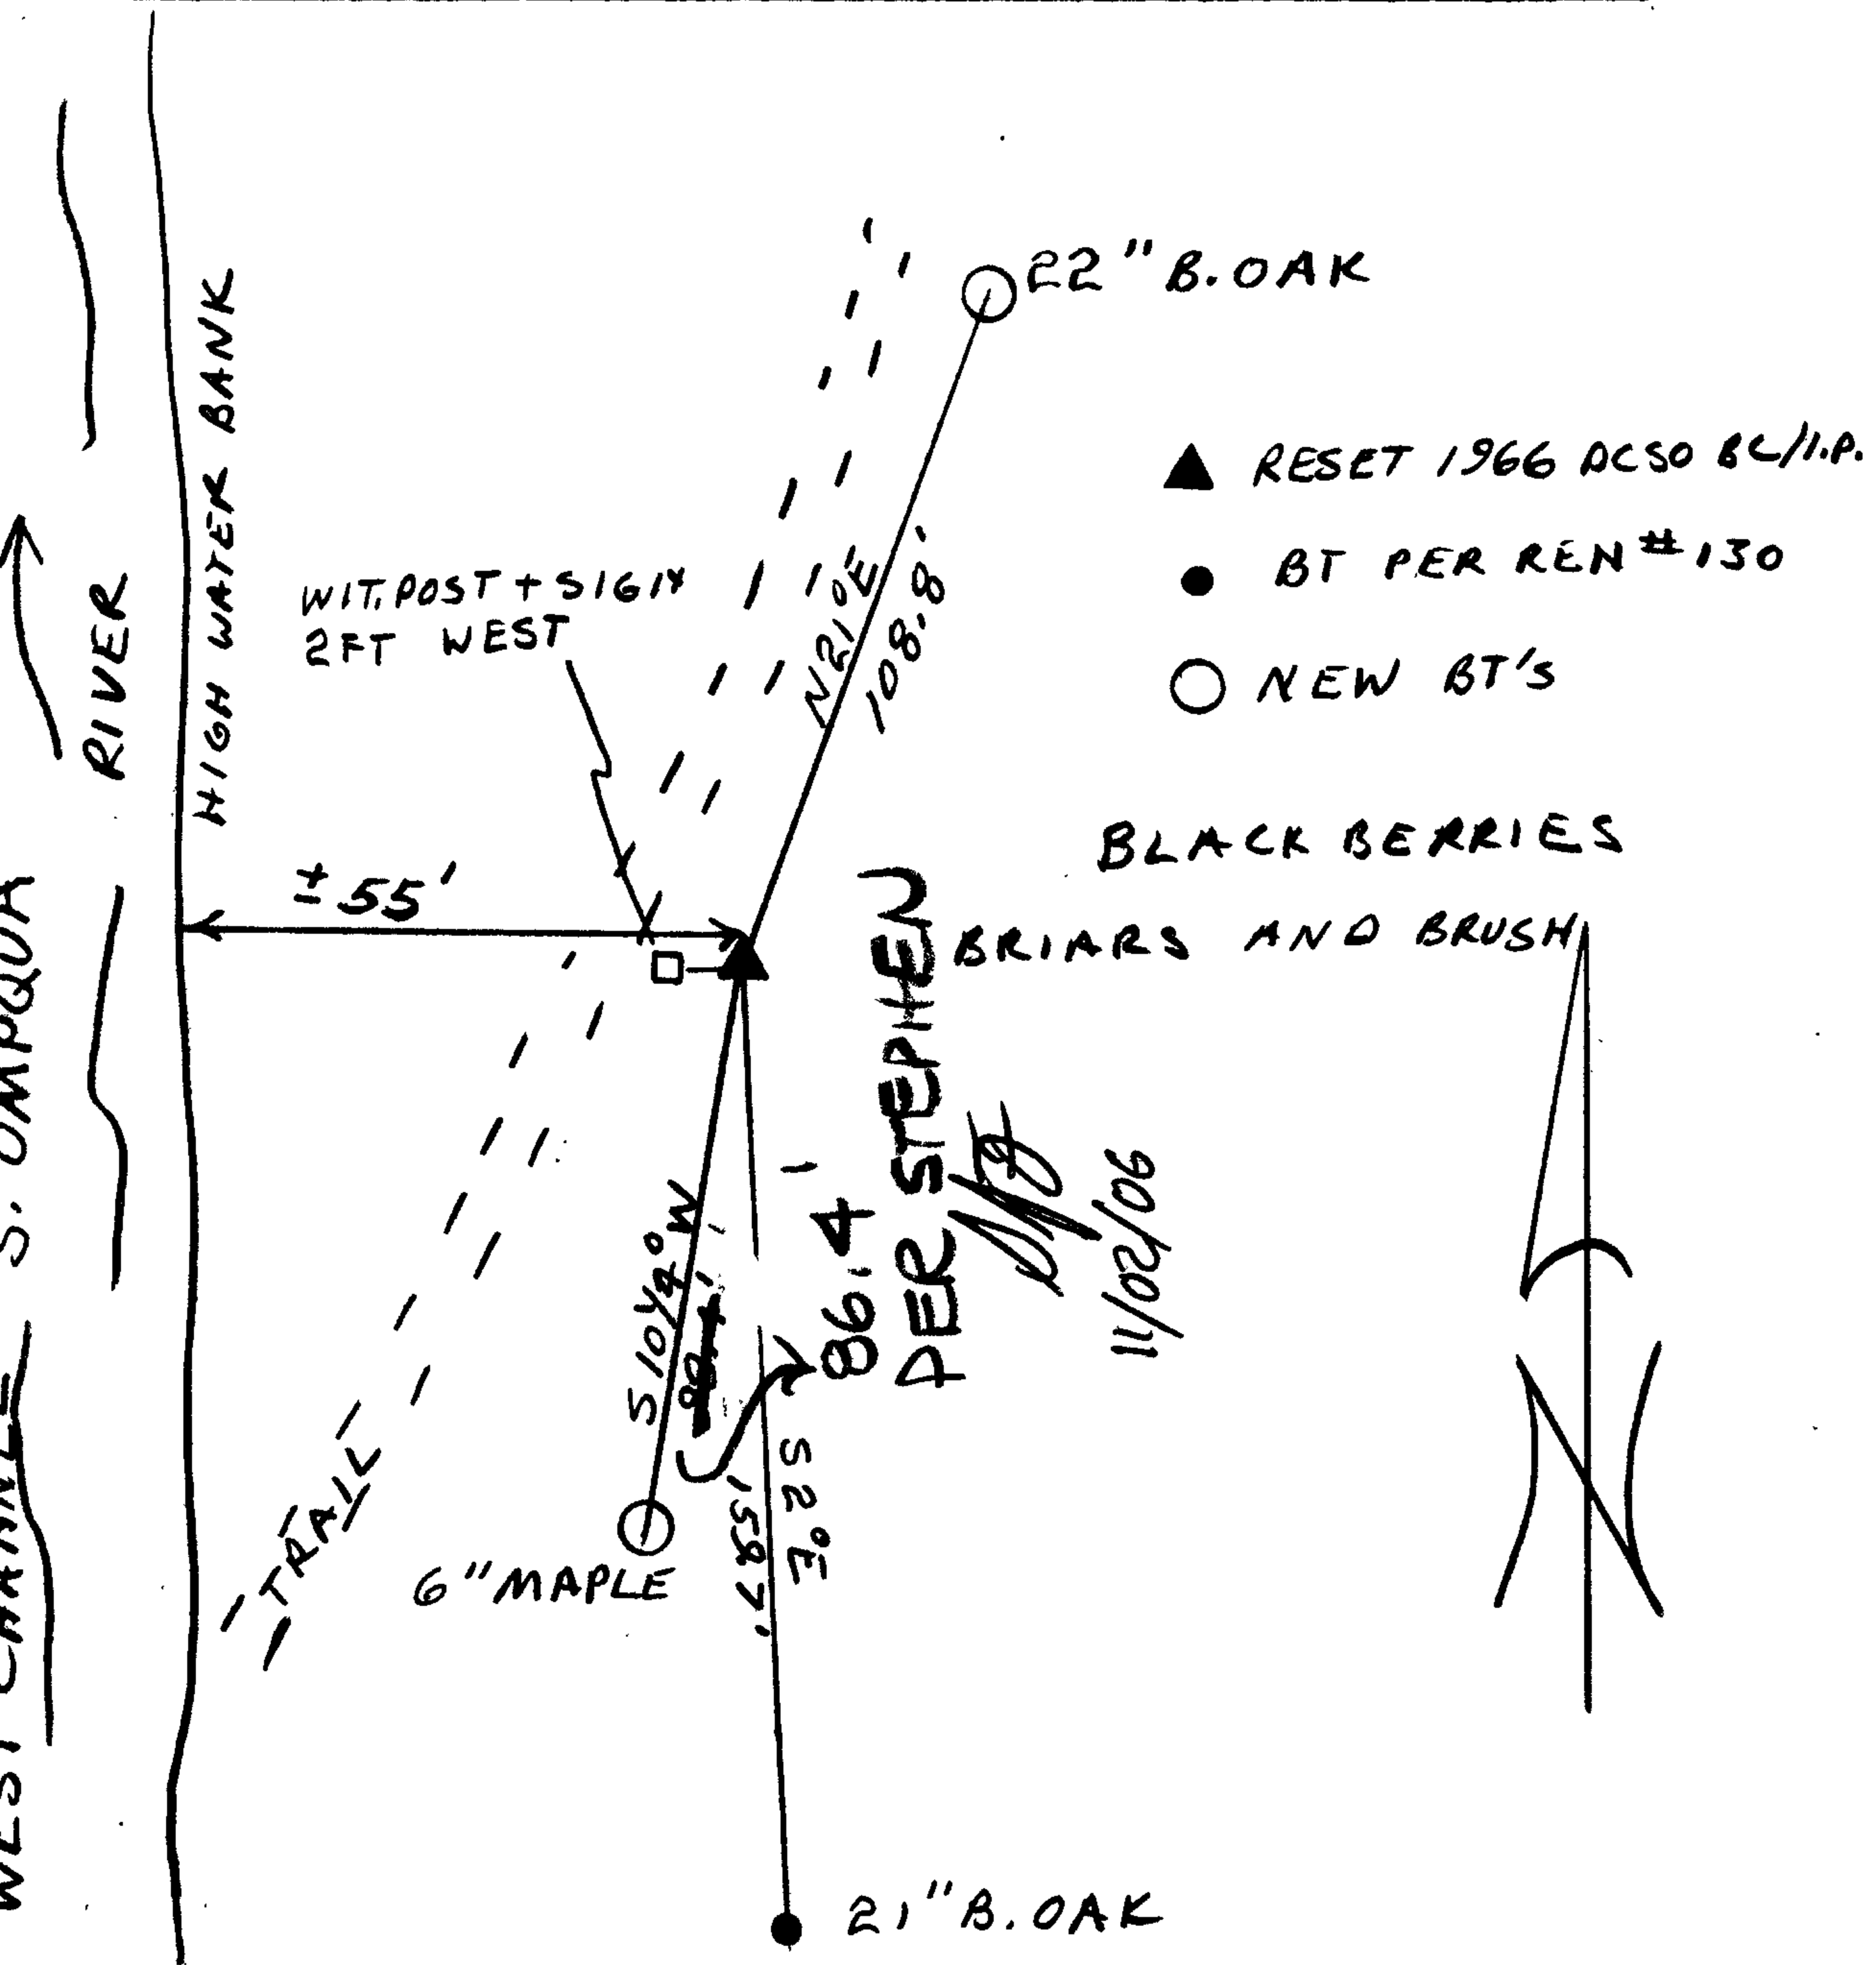 22" B. OAK
HIGH WATER BANK
RIVER
S. UMPQUA
WEST CHANNEL
RESET 1966 DCSO BC/I.P.
BT PER REN #130
NEW BT'S
WIT. POST + SIGN
2FT WEST
N21°E
108.8'
±55'
BLACK BERRIES
BRIARS AND BRUSH
S10½°W
86.4'
PER STEPHEN
11/02/06
S2°E
TRAIL
6" MAPLE
N
21" B. OAK